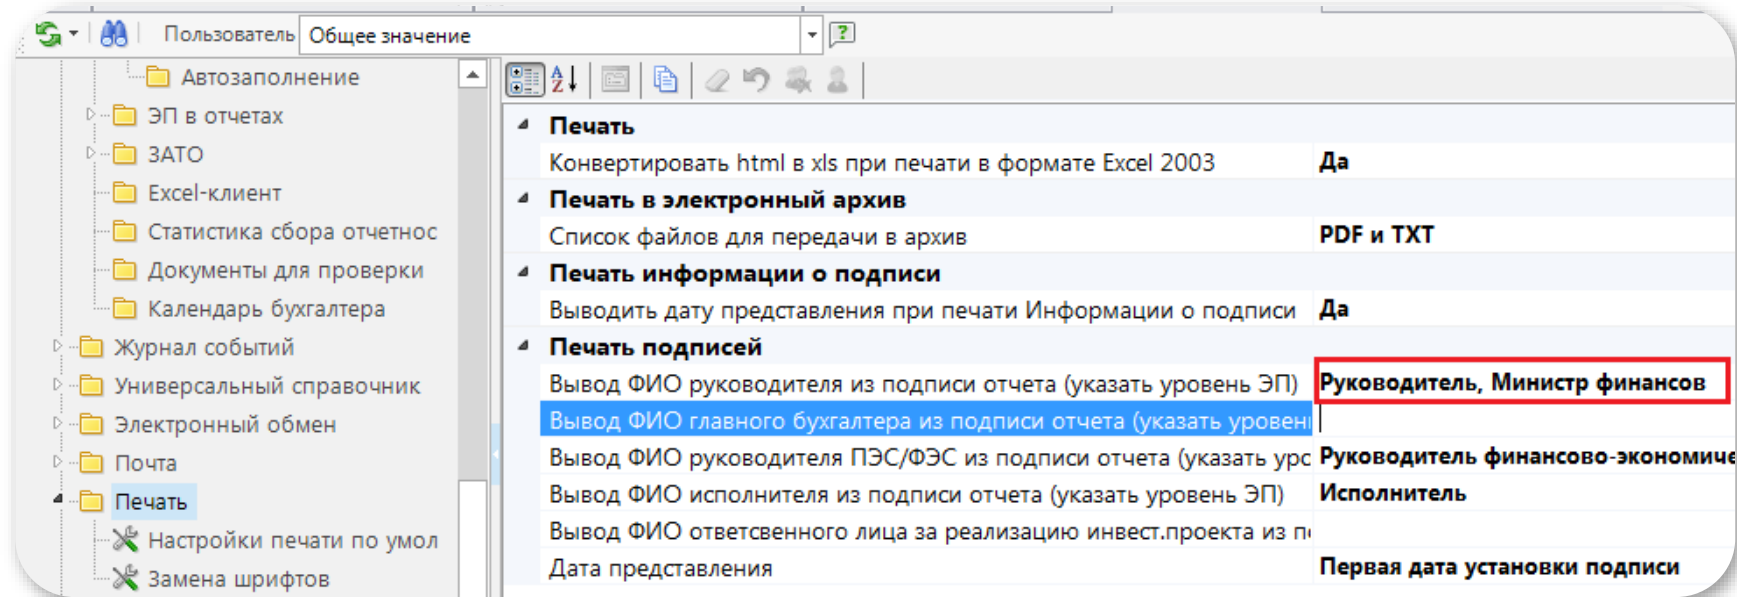 Пользователь Общее значение
Автозаполнение
ЭП в отчетах
ЗАТО
Excel-клиент
Статистика сбора отчетнос
Документы для проверки
Календарь бухгалтера
Журнал событий
Универсальный справочник
Электронный обмен
Почта
Печать
Настройки печати по умол
Замена шрифтов
Печать
Конвертировать html в xls при печати в формате Excel 2003 Да
Печать в электронный архив
Список файлов для передачи в архив PDF и TXT
Печать информации о подписи
Выводить дату представления при печати Информации о подписи Да
Печать подписей
Вывод ФИО руководителя из подписи отчета (указать уровень ЭП) Руководитель, Министр финансов
Вывод ФИО главного бухгалтера из подписи отчета (указать уровень
Вывод ФИО руководителя ПЭС/ФЭС из подписи отчета (указать урс Руководитель финансово-экономиче
Вывод ФИО исполнителя из подписи отчета (указать уровень ЭП) Исполнитель
Вывод ФИО ответсвенного лица за реализацию инвест.проекта из п
Дата представления Первая дата установки подписи